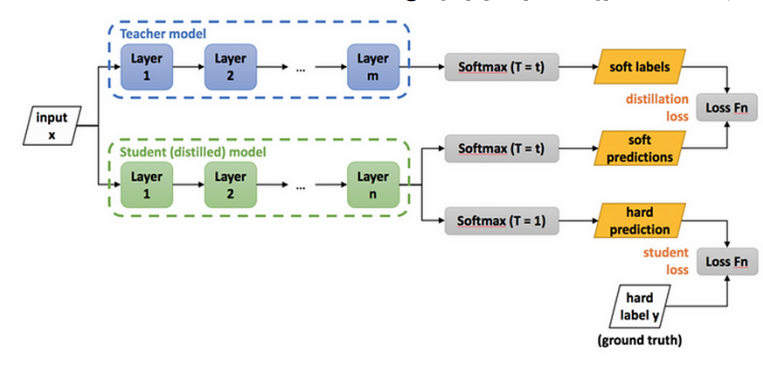 Teacher model
Layer
1
Layer
2
...
Layer
m
Softmax (T = t)
soft labels
distillation
loss
Loss Fn
input
x
Student (distilled) model
Layer
1
Layer
2
...
Layer
n
Softmax (T = t)
soft
predictions
Softmax (T = 1)
hard
prediction
student
loss
Loss Fn
hard
label y
(ground truth)